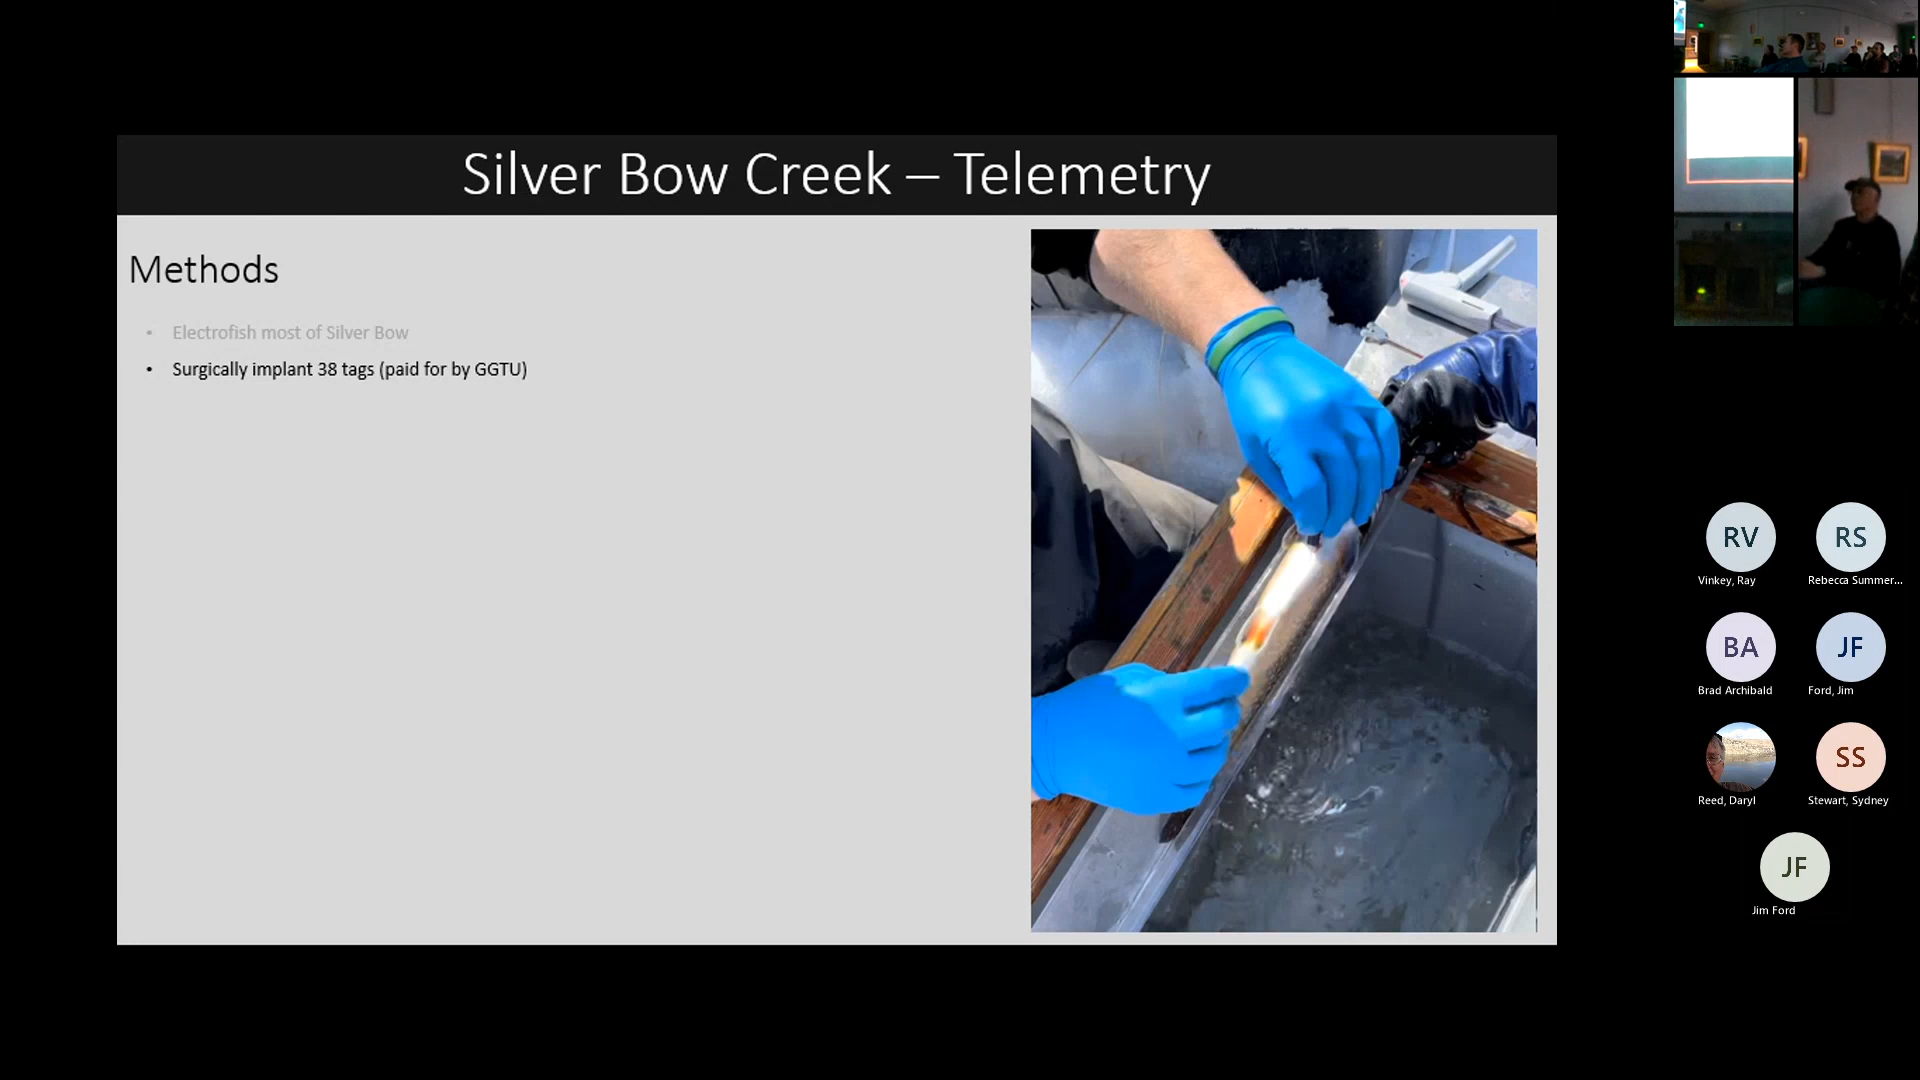 Silver Bow Creek – Telemetry
Methods
• Electrofish most of Silver Bow
• Surgically implant 38 tags (paid for by GGTU)
RV
Vinkey, Ray
RS
Rebecca Summer...
BA
Brad Archibald
JF
Ford, Jim
Reed, Daryl
SS
Stewart, Sydney
JF
Jim Ford